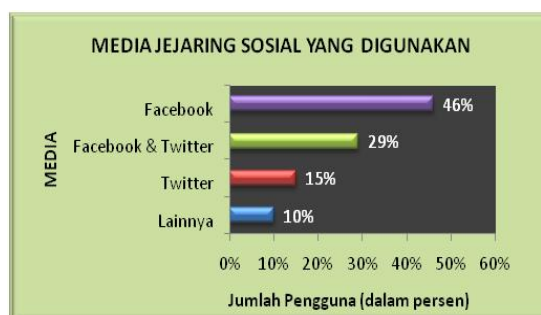 MEDIA JEJARING SOSIAL YANG DIGUNAKAN
MEDIA
Facebook 46%
Facebook & Twitter 29%
Twitter 15%
Lainnya 10%
0% 10% 20% 30% 40% 50% 60%
Jumlah Pengguna (dalam persen)